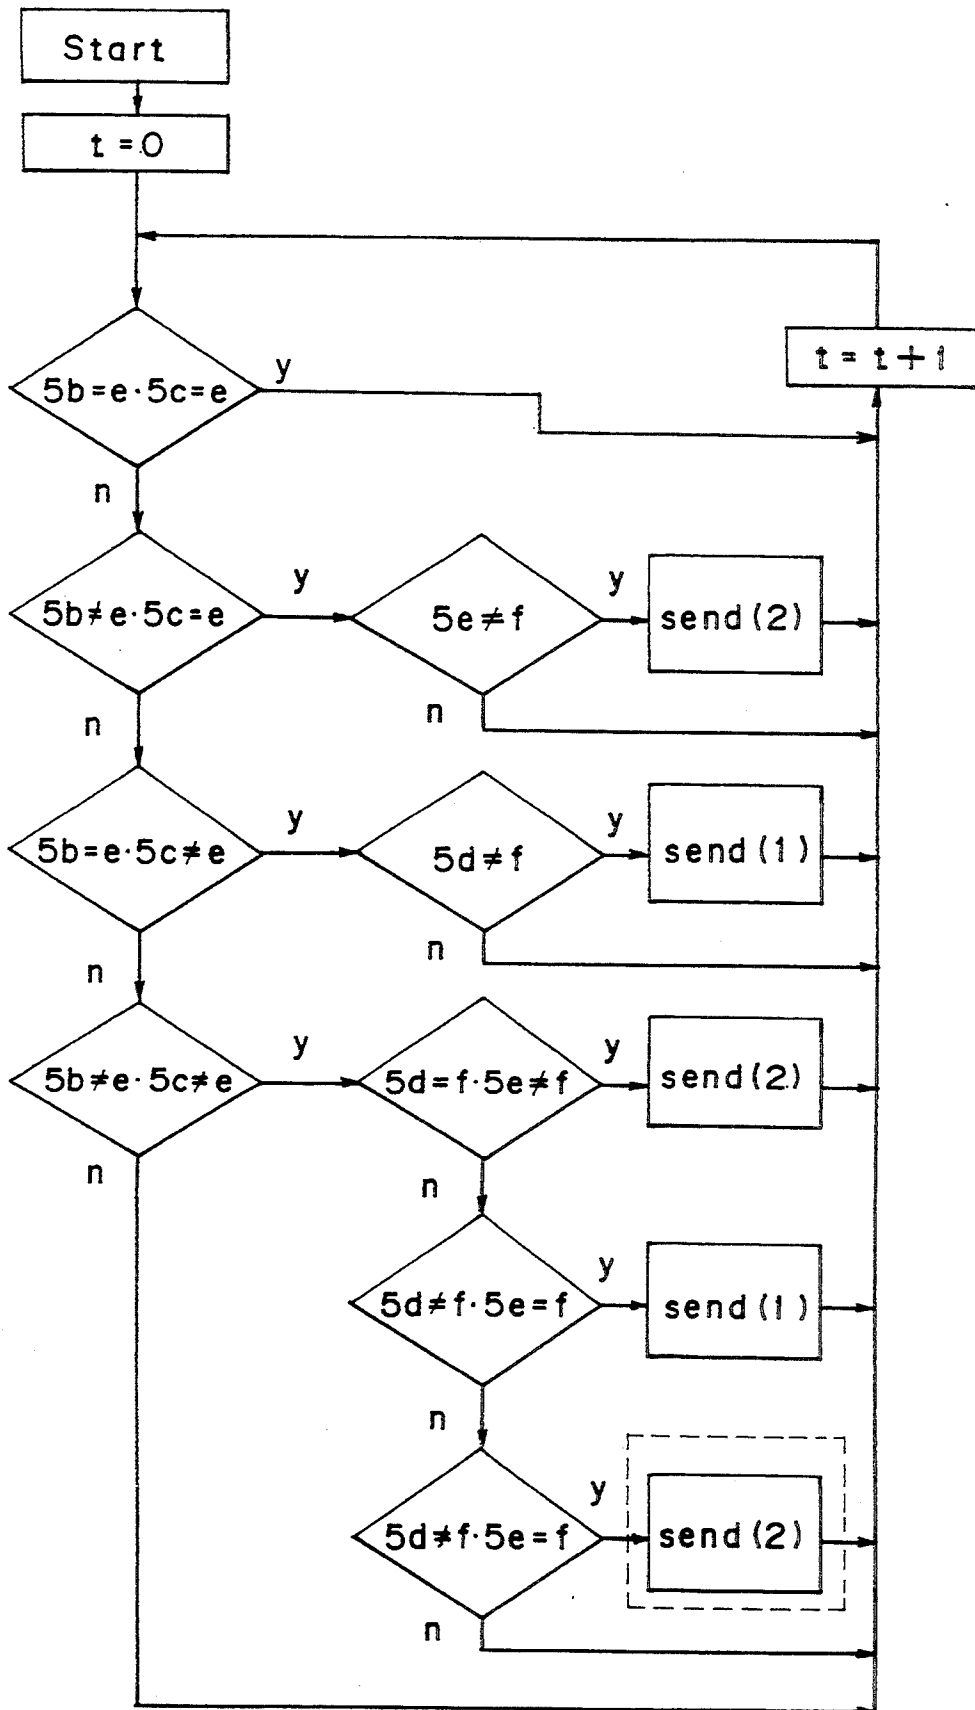 Start
t = 0
t = t + 1
5b=e·5c=e
y
n
5b≠e·5c=e
y
5e≠f
y
send(2)
n
n
5b=e·5c≠e
y
5d≠f
y
send(1)
n
n
5b≠e·5c≠e
y
5d=f·5e≠f
y
send(2)
n
n
5d≠f·5e=f
y
send(1)
n
5d≠f·5e=f
y
send(2)
n